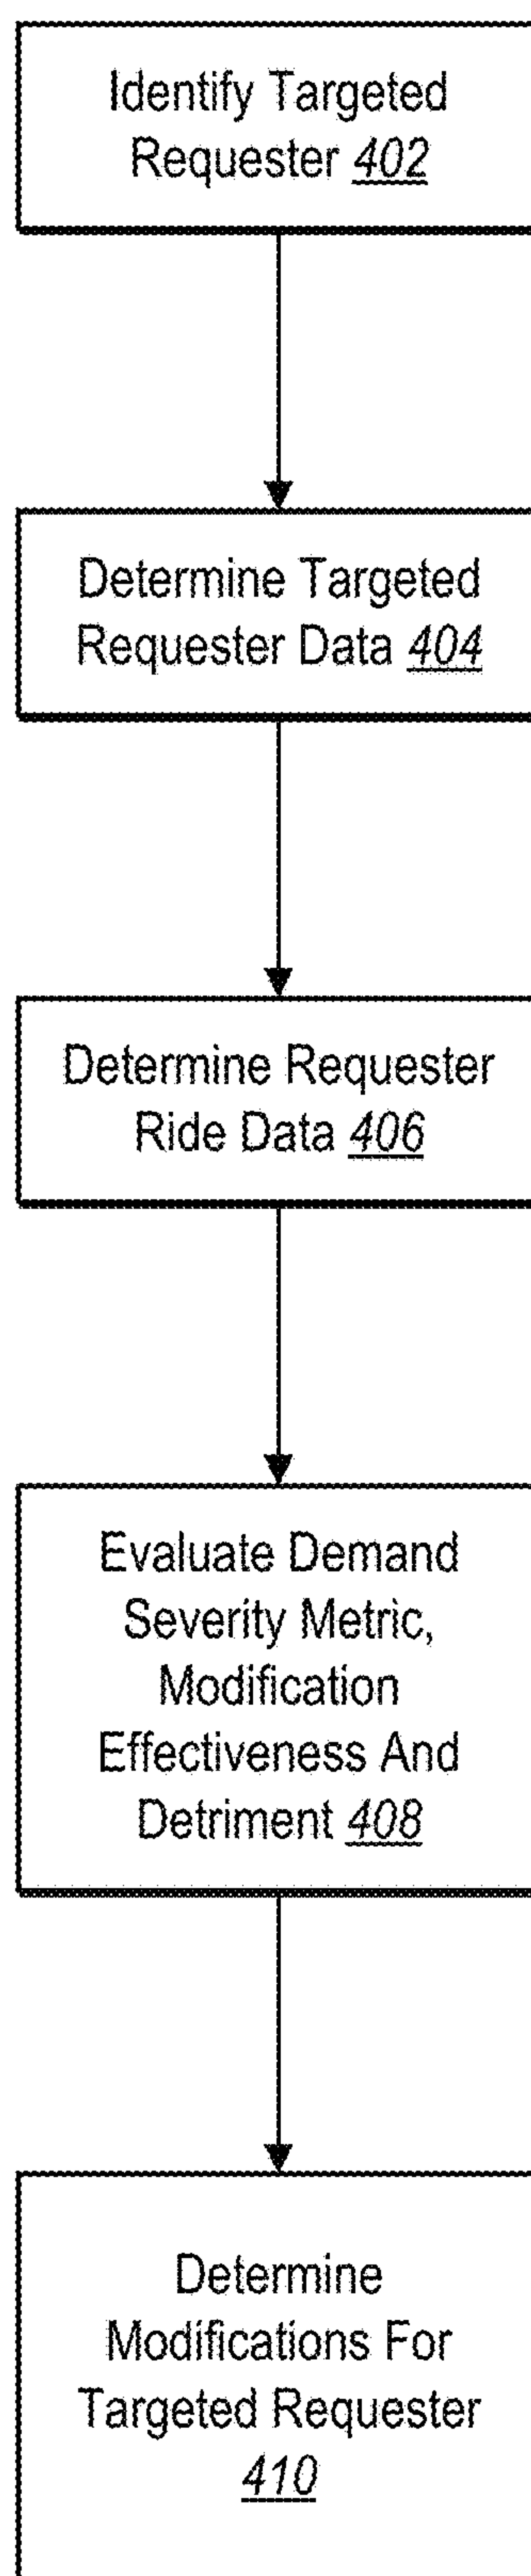 Identify Targeted
Requester 402
Determine Targeted
Requester Data 404
Determine Requester
Ride Data 406
Evaluate Demand
Severity Metric,
Modification
Effectiveness And
Detriment 408
Determine
Modifications For
Targeted Requester
410